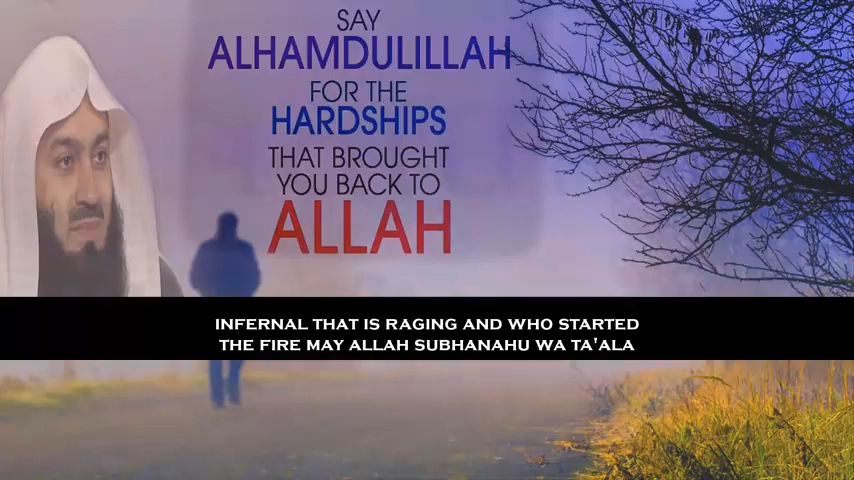 SAY
ALHAMDULILLAH
FOR THE
HARDSHIPS
THAT BROUGHT
YOU BACK TO
ALLAH
INFERNAL THAT IS RAGING AND WHO STARTED
THE FIRE MAY ALLAH SUBHANAHU WA TA'ALA